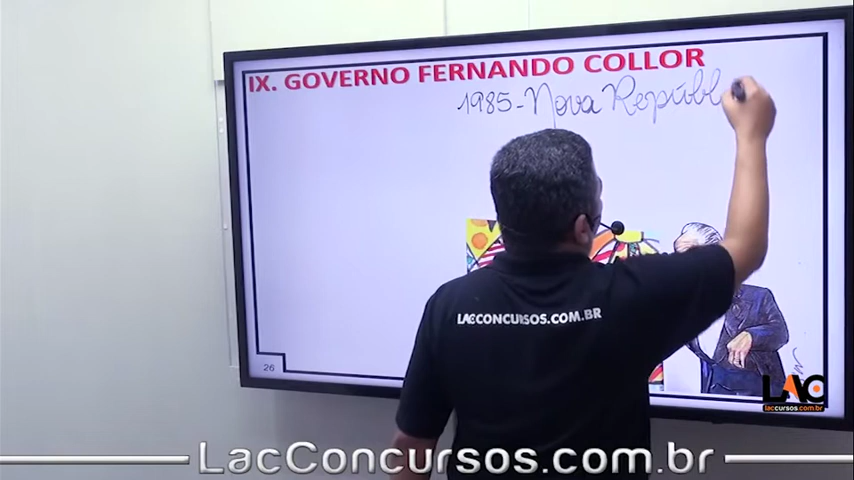 IX. GOVERNO FERNANDO COLLOR
1985-Nova Repúbl
LACCONCURSOS.COM.BR
26
LAC
laccursos.com.br
LacConcursos.com.br